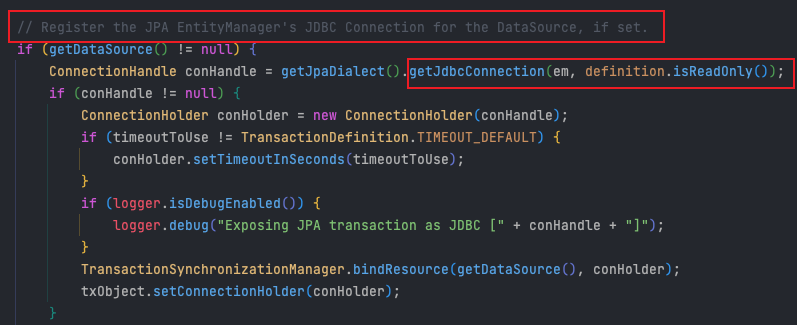 // Register the JPA EntityManager's JDBC Connection for the DataSource, if set.
if (getDataSource() != null) {
ConnectionHandle conHandle = getJpaDialect().getJdbcConnection(em, definition.isReadOnly());
if (conHandle != null) {
ConnectionHolder conHolder = new ConnectionHolder(conHandle);
if (timeoutToUse != TransactionDefinition.TIMEOUT_DEFAULT) {
conHolder.setTimeoutInSeconds(timeoutToUse);
}
if (logger.isDebugEnabled()) {
logger.debug("Exposing JPA transaction as JDBC [" + conHandle + "]");
}
TransactionSynchronizationManager.bindResource(getDataSource(), conHolder);
txObject.setConnectionHolder(conHolder);
}